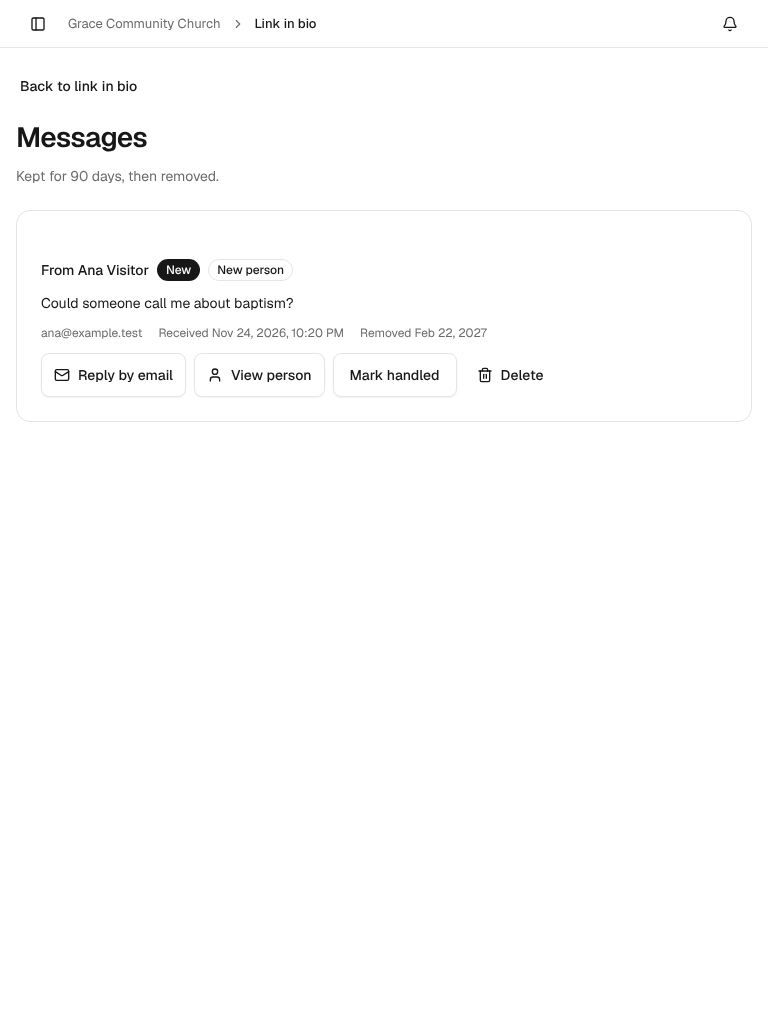 Grace Community Church > Link in bio
Back to link in bio
Messages
Kept for 90 days, then removed.
From Ana Visitor New New person
Could someone call me about baptism?
ana@example.test Received Nov 24, 2026, 10:20 PM Removed Feb 22, 2027
Reply by email View person Mark handled Delete